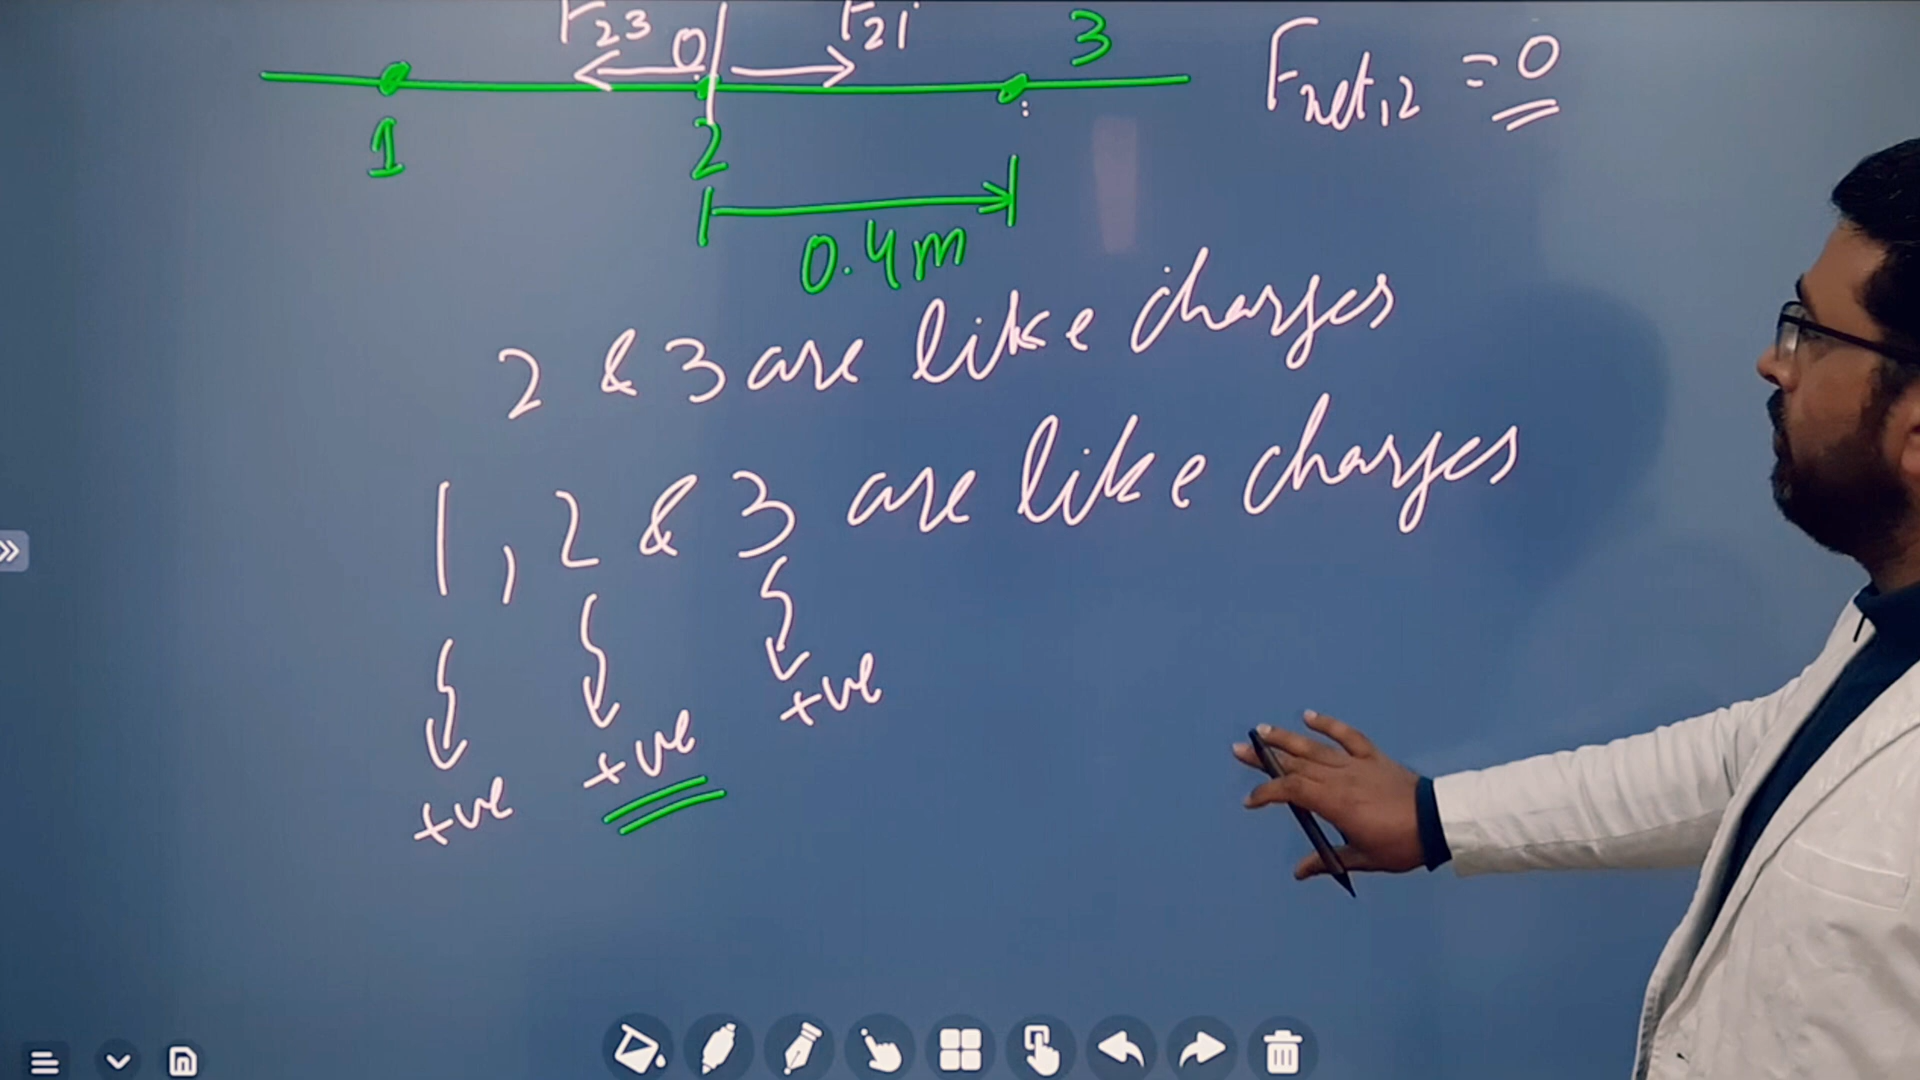 F23 0 F21 3 Fnet,2 = 0
1 2
0.4m
2 & 3 are like charges
1, 2 & 3 are like charges
+ve +ve +ve